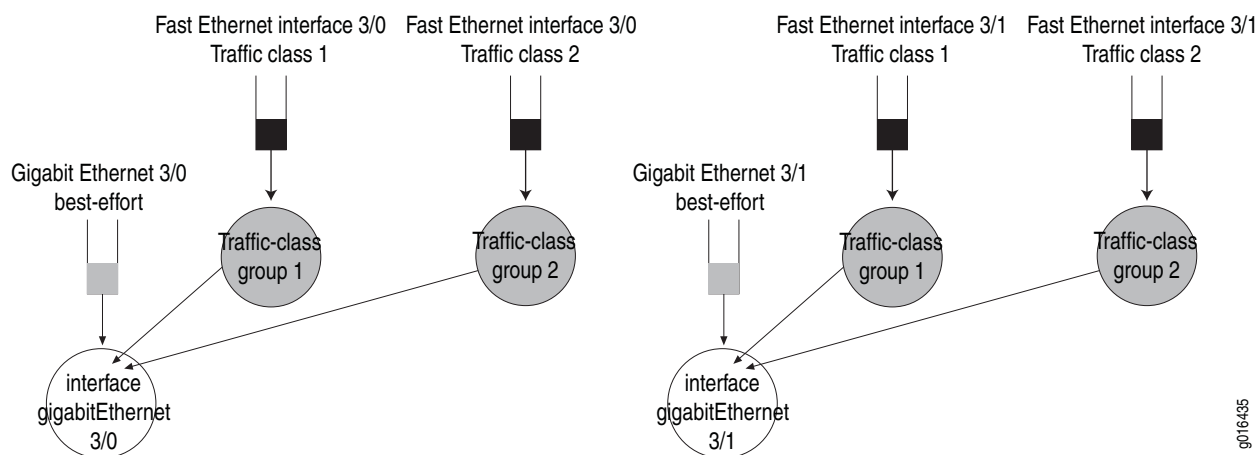 Fast Ethernet interface 3/0
Traffic class 1
Fast Ethernet interface 3/0
Traffic class 2
Fast Ethernet interface 3/1
Traffic class 1
Fast Ethernet interface 3/1
Traffic class 2
Gigabit Ethernet 3/0
best-effort
Traffic-class
group 1
Traffic-class
group 2
Gigabit Ethernet 3/1
best-effort
Traffic-class
group 1
Traffic-class
group 2
interface
gigabitEthernet
3/0
interface
gigabitEthernet
3/1
g016435